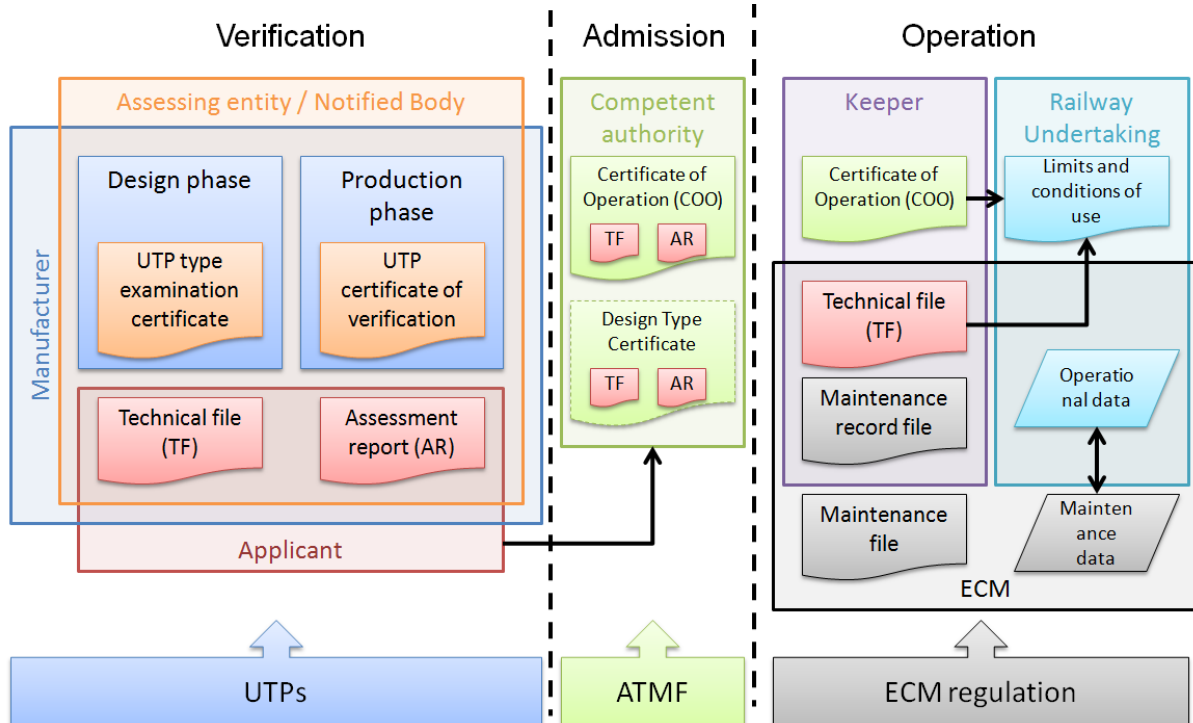 Verification
Admission
Operation
Assessing entity / Notified Body
Manufacturer
Design phase
UTP type
examination
certificate
Production
phase
UTP
certificate of
verification
Technical file
(TF)
Assessment
report (AR)
Applicant
Competent
authority
Certificate of
Operation (COO)
TF
AR
Design Type
Certificate
TF
AR
Keeper
Railway
Undertaking
Certificate of
Operation (COO)
Limits and
conditions of
use
Technical file
(TF)
Maintenance
record file
Operatio
nal data
Maintenance
file
Mainten
ance
data
ECM
UTPs
ATMF
ECM regulation